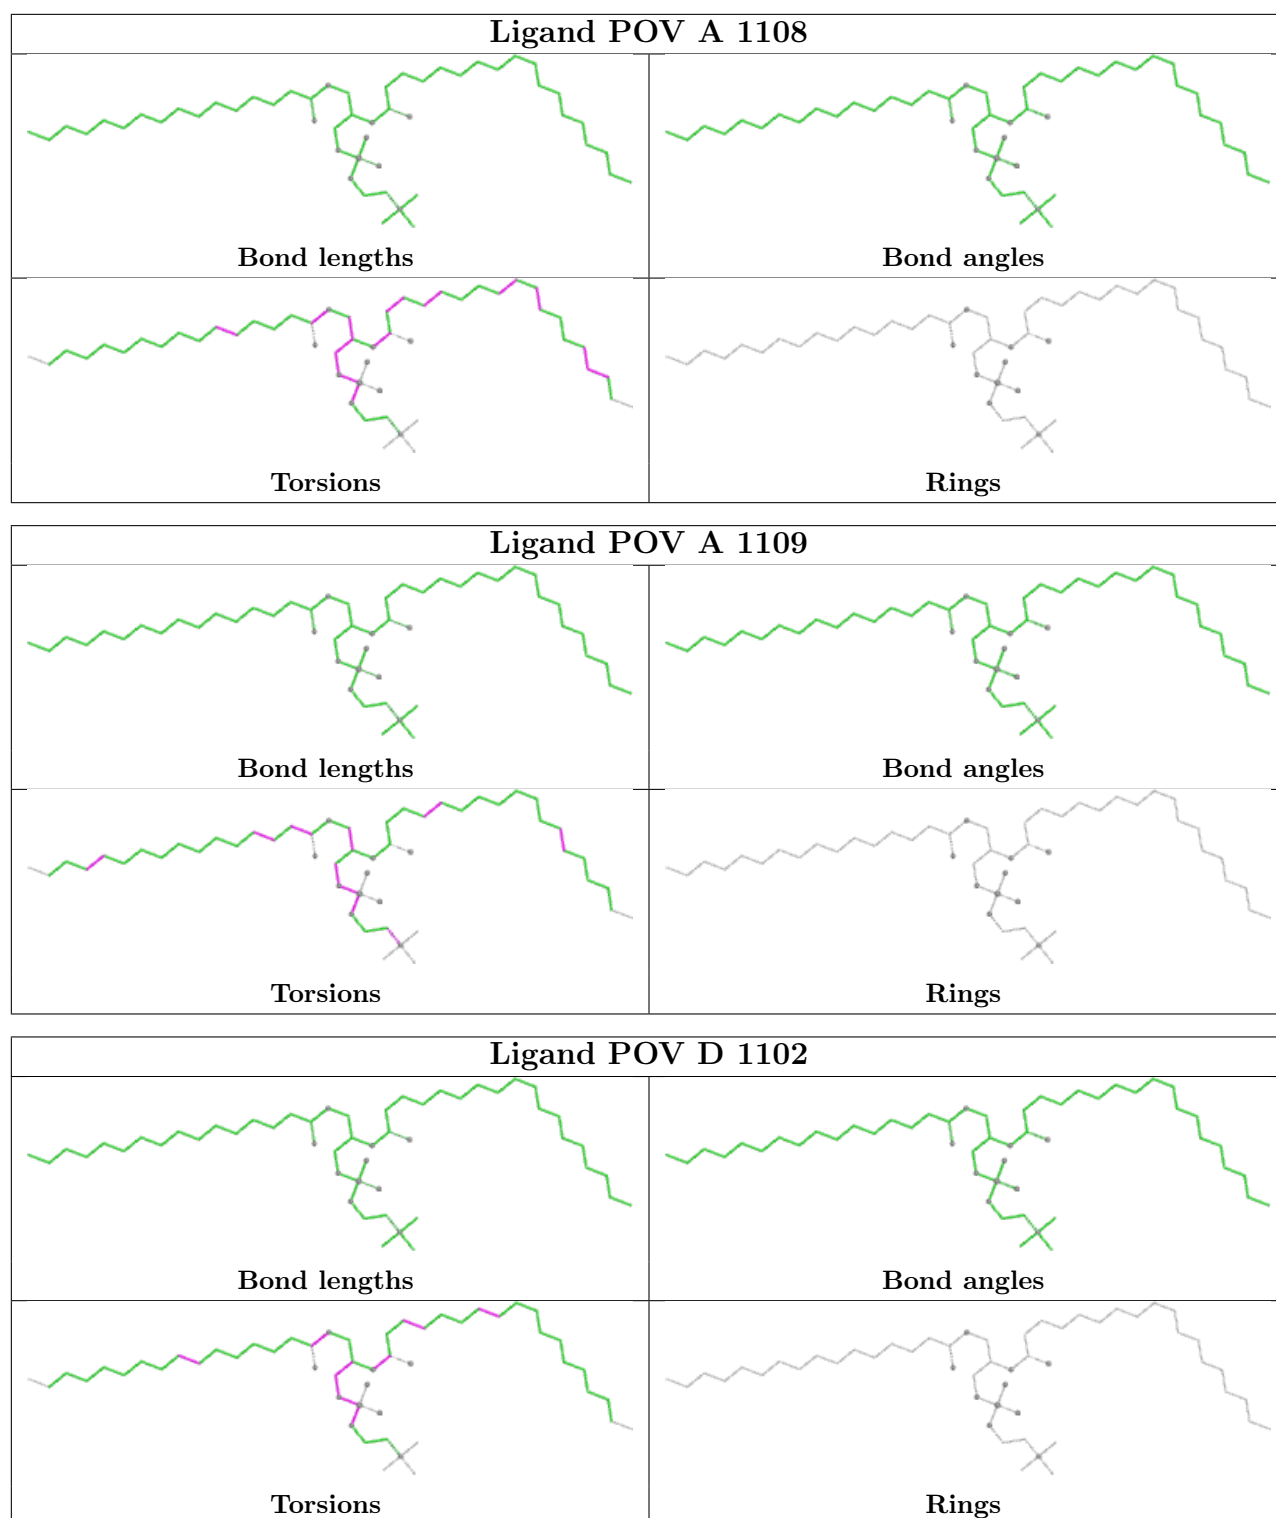 Ligand POV A 1108
Bond lengths
Bond angles
Torsions
Rings
Ligand POV A 1109
Bond lengths
Bond angles
Torsions
Rings
Ligand POV D 1102
Bond lengths
Bond angles
Torsions
Rings